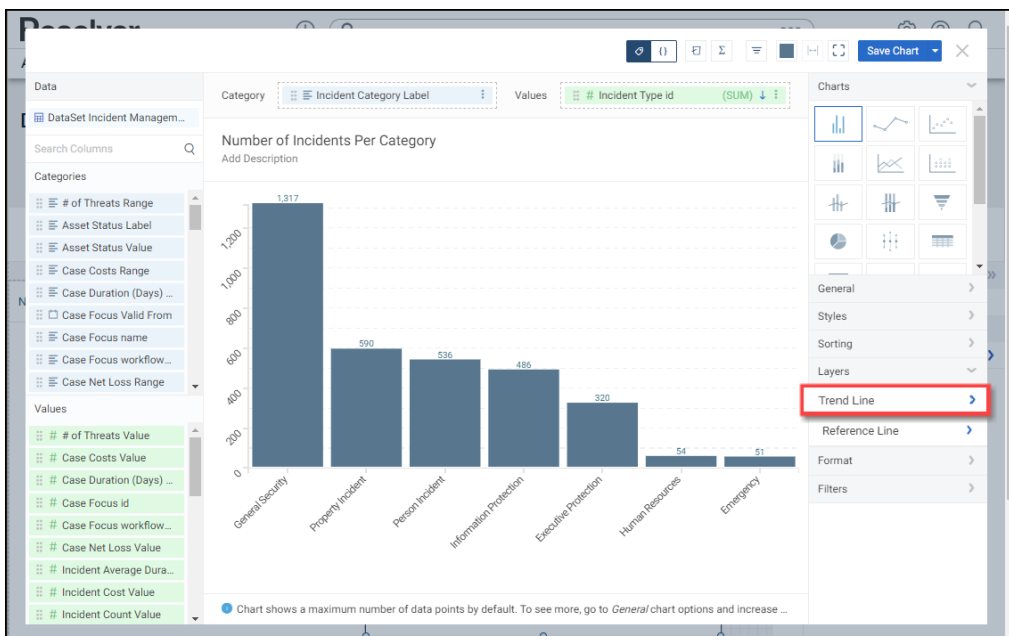 Resolver
Save Chart
Data
DataSet Incident Managem...
Search Columns
Categories
# of Threats Range
Asset Status Label
Asset Status Value
Case Costs Range
Case Duration (Days) ...
Case Focus Valid From
Case Focus name
Case Focus workflow...
Case Net Loss Range
Values
# # of Threats Value
# Case Costs Value
# Case Duration (Days) ...
# Case Focus id
# Case Focus workflow...
# Case Net Loss Value
# Incident Average Dura...
# Incident Cost Value
# Incident Count Value
Category
Incident Category Label
Values
# Incident Type id (SUM)
Number of Incidents Per Category
Add Description
1,200
1,000
800
600
400
200
0
1,317
590
536
486
320
54
51
General Security
Property Incident
Person Incident
Information Protection
Executive Protection
Human Resources
Emergency
Chart shows a maximum number of data points by default. To see more, go to General chart options and increase ...
Charts
General
Styles
Sorting
Layers
Trend Line
Reference Line
Format
Filters